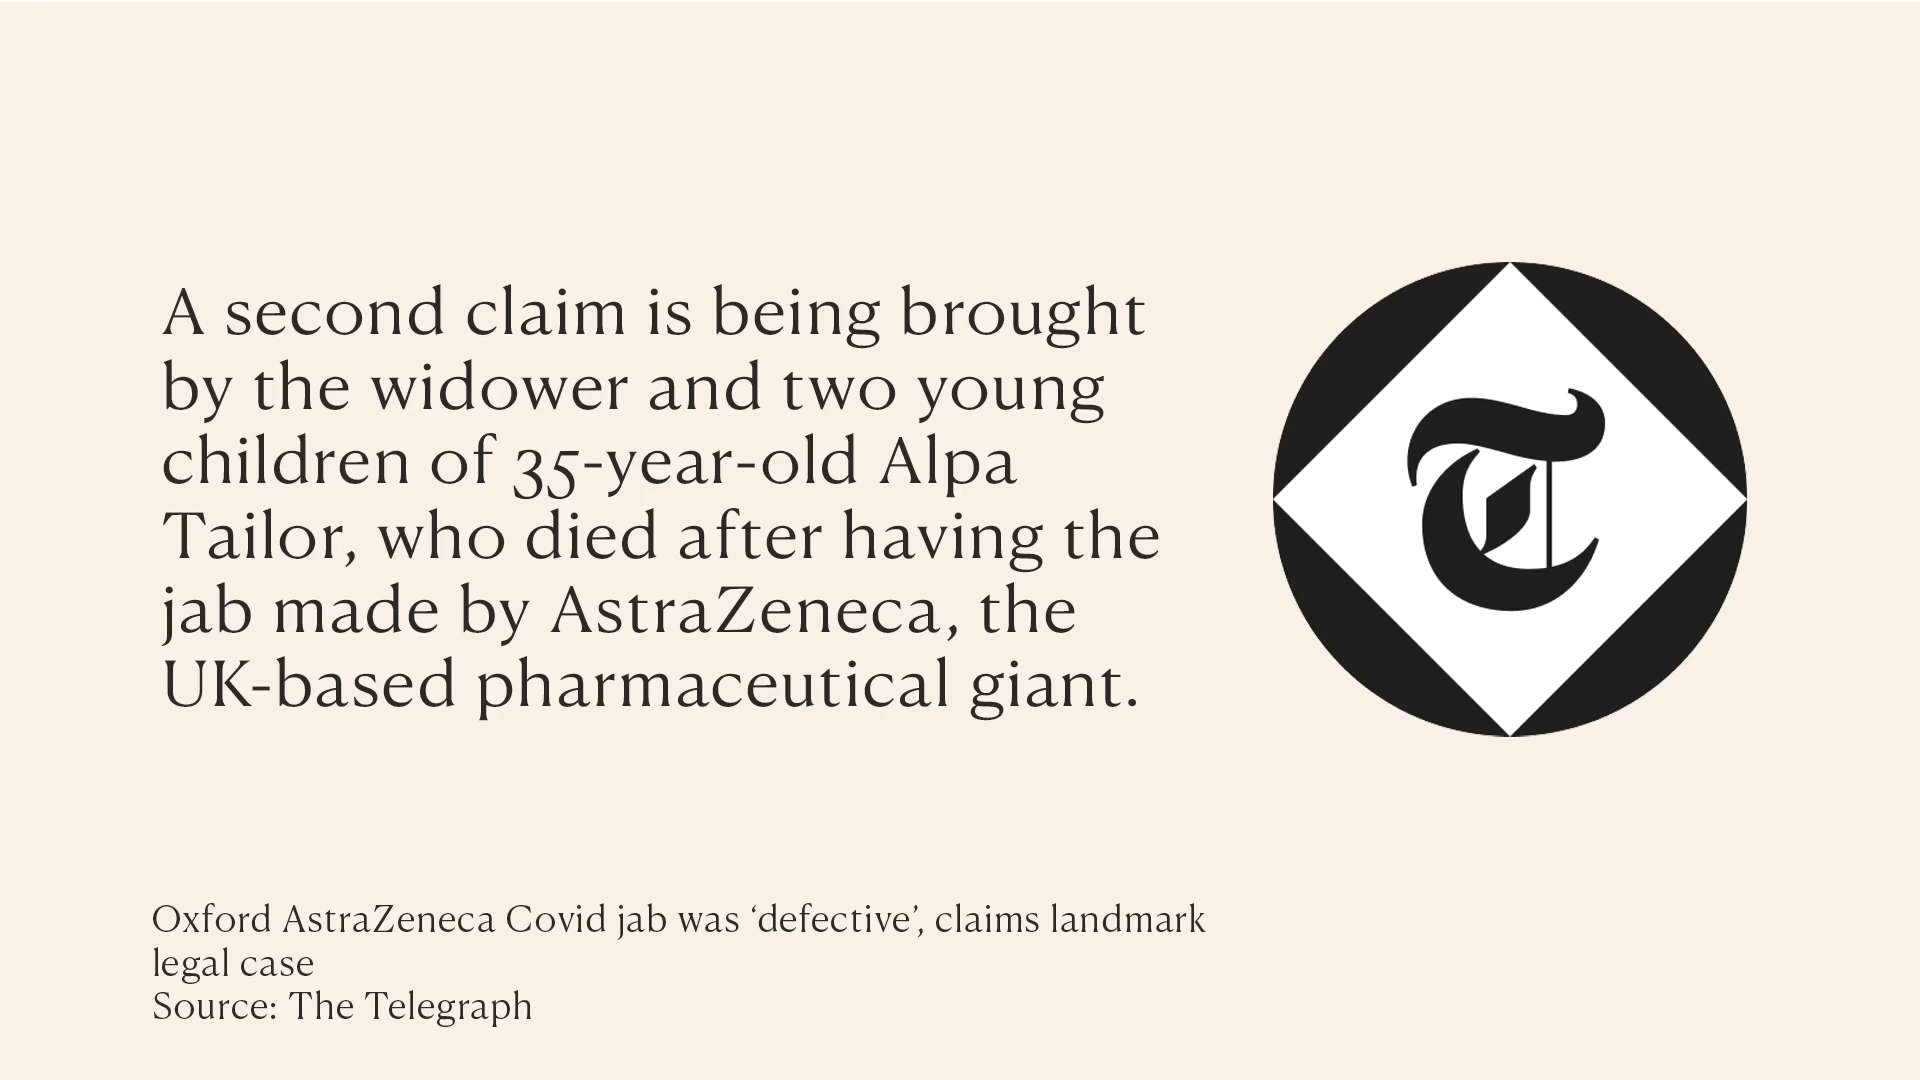 A second claim is being brought
by the widower and two young
children of 35-year-old Alpa
Tailor, who died after having the
jab made by AstraZeneca, the
UK-based pharmaceutical giant.
T
Oxford AstraZeneca Covid jab was ‘defective’, claims landmark
legal case
Source: The Telegraph